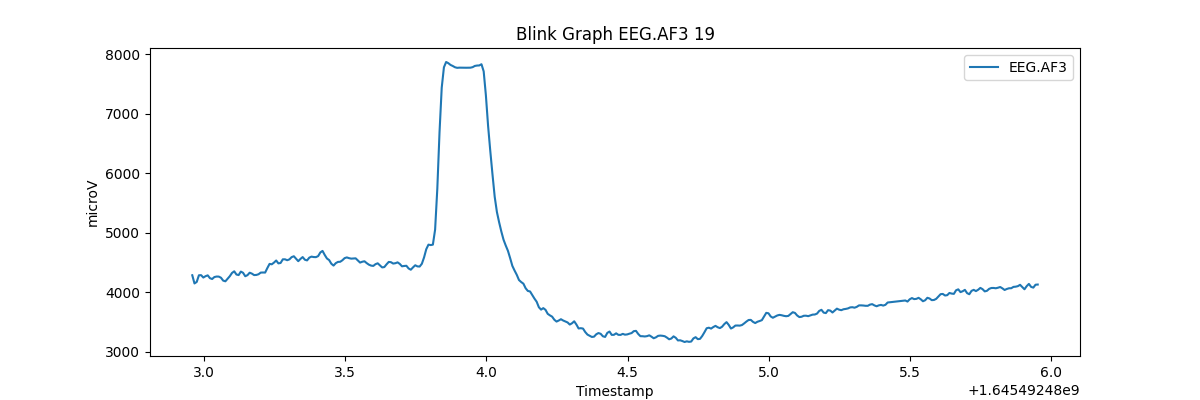 Blink Graph EEG.AF3 19
EEG.AF3
8000
7000
6000
5000
4000
3000
microV
3.0 3.5 4.0 4.5 5.0 5.5 6.0
Timestamp
+1.64549248e9